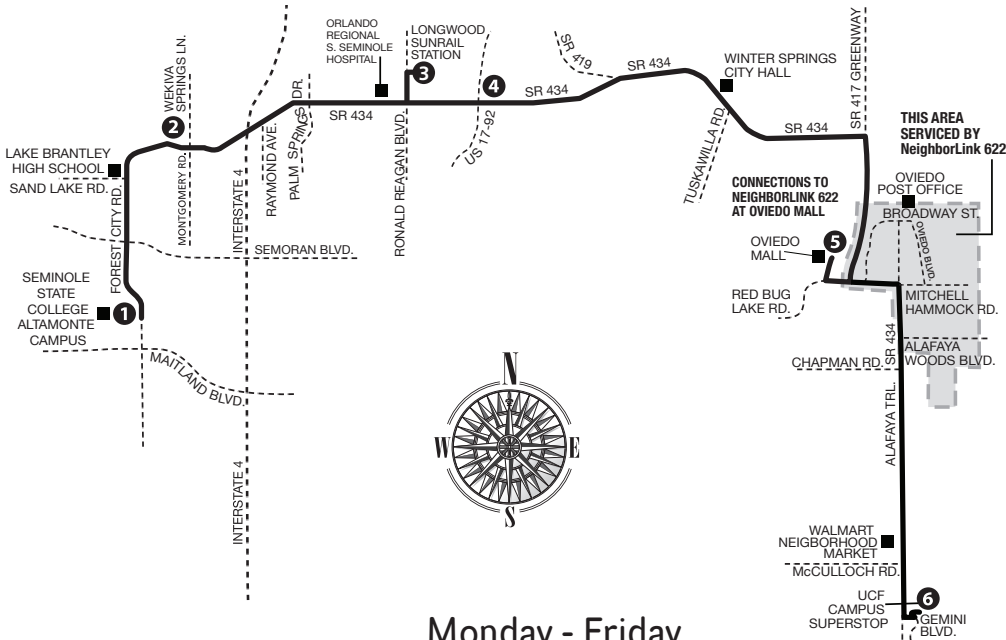 ORLANDO
REGIONAL
S. SEMINOLE
HOSPITAL
LONGWOOD
SUNRAIL
STATION
3
4
SR 419
SR 434
WINTER SPRINGS
CITY HALL
SR 417 GREENWAY
WEKIVA
SPRINGS LN.
2
SR 434
SR 434
SR 434
US 17-92
RAYMOND AVE.
PALM SPRINGS DR.
RONALD REAGAN BLVD.
TUSKAWILLA RD.
THIS AREA
SERVICED BY
NeighborLink 622
LAKE BRANTLEY
HIGH SCHOOL
SAND LAKE RD.
FOREST CITY RD.
MONTGOMERY RD.
INTERSTATE 4
SEMORAN BLVD.
CONNECTIONS TO
NEIGHBORLINK 622
AT OVIEDO MALL
OVIEDO
POST OFFICE
BROADWAY ST.
OVIEDO BLVD.
OVIEDO
MALL
5
SEMINOLE
STATE
COLLEGE
ALTAMONTE
CAMPUS
1
RED BUG
LAKE RD.
MITCHELL
HAMMOCK RD.
SR 434
ALAFAYA
WOODS BLVD.
CHAPMAN RD.
MAITLAND BLVD.
ALAFAYA TRL.
N
W
E
S
INTERSTATE 4
WALMART
NEIGBORHOOD
MARKET
McCULLOCH RD.
UCF
CAMPUS
SUPERSTOP
6
GEMINI
BLVD.
Monday - Friday